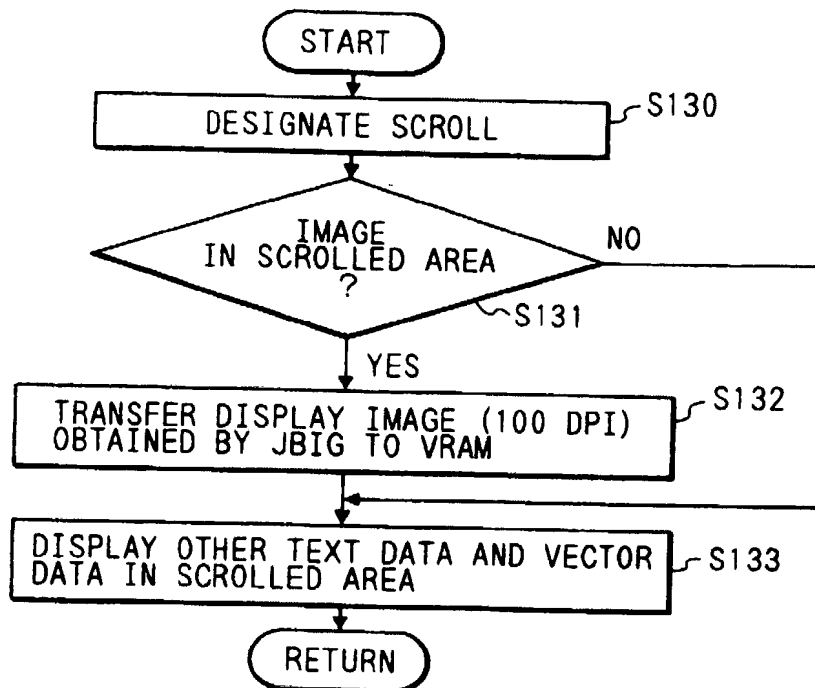 START
DESIGNATE SCROLL
S130
IMAGE
IN SCROLLED AREA
?
NO
S131
YES
TRANSFER DISPLAY IMAGE (100 DPI)
OBTAINED BY JBIG TO VRAM
S132
DISPLAY OTHER TEXT DATA AND VECTOR
DATA IN SCROLLED AREA
S133
RETURN